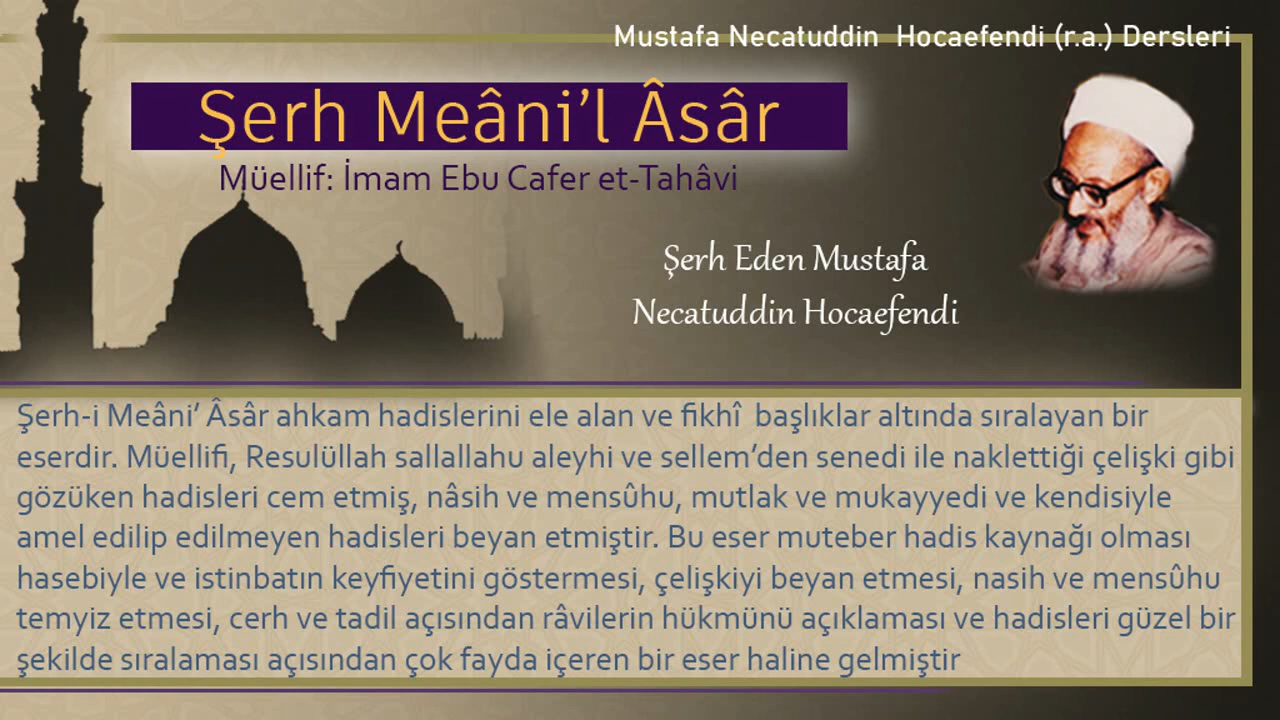 Mustafa Necatuddin Hocaefendi (r.a.) Dersleri
Şerh Meâni’l Âsâr
Müellif: İmam Ebu Cafer et-Tahâvi
Şerh Eden Mustafa
Necatuddin Hocaefendi
Şerh-i Meâni’ Âsâr ahkam hadislerini ele alan ve fikhî başlıklar altında sıralayan bir
eserdir. Müellifi, Resulüllah sallallahu aleyhi ve sellem’den senedi ile naklettiği çelişki gibi
gözüken hadisleri cem etmiş, nâsih ve mensûhu, mutlak ve mukayyedi ve kendisiyle
amel edilip edilmeyen hadisleri beyan etmiştir. Bu eser muteber hadis kaynağı olması
hasebiyle ve istinbatın keyfiyetini göstermesi, çelişkiyi beyan etmesi, nasih ve mensûhu
temyiz etmesi, cerh ve tadil açısından râvilerin hükmünü açıklaması ve hadisleri güzel bir
şekilde sıralaması açısından çok fayda içeren bir eser haline gelmiştir